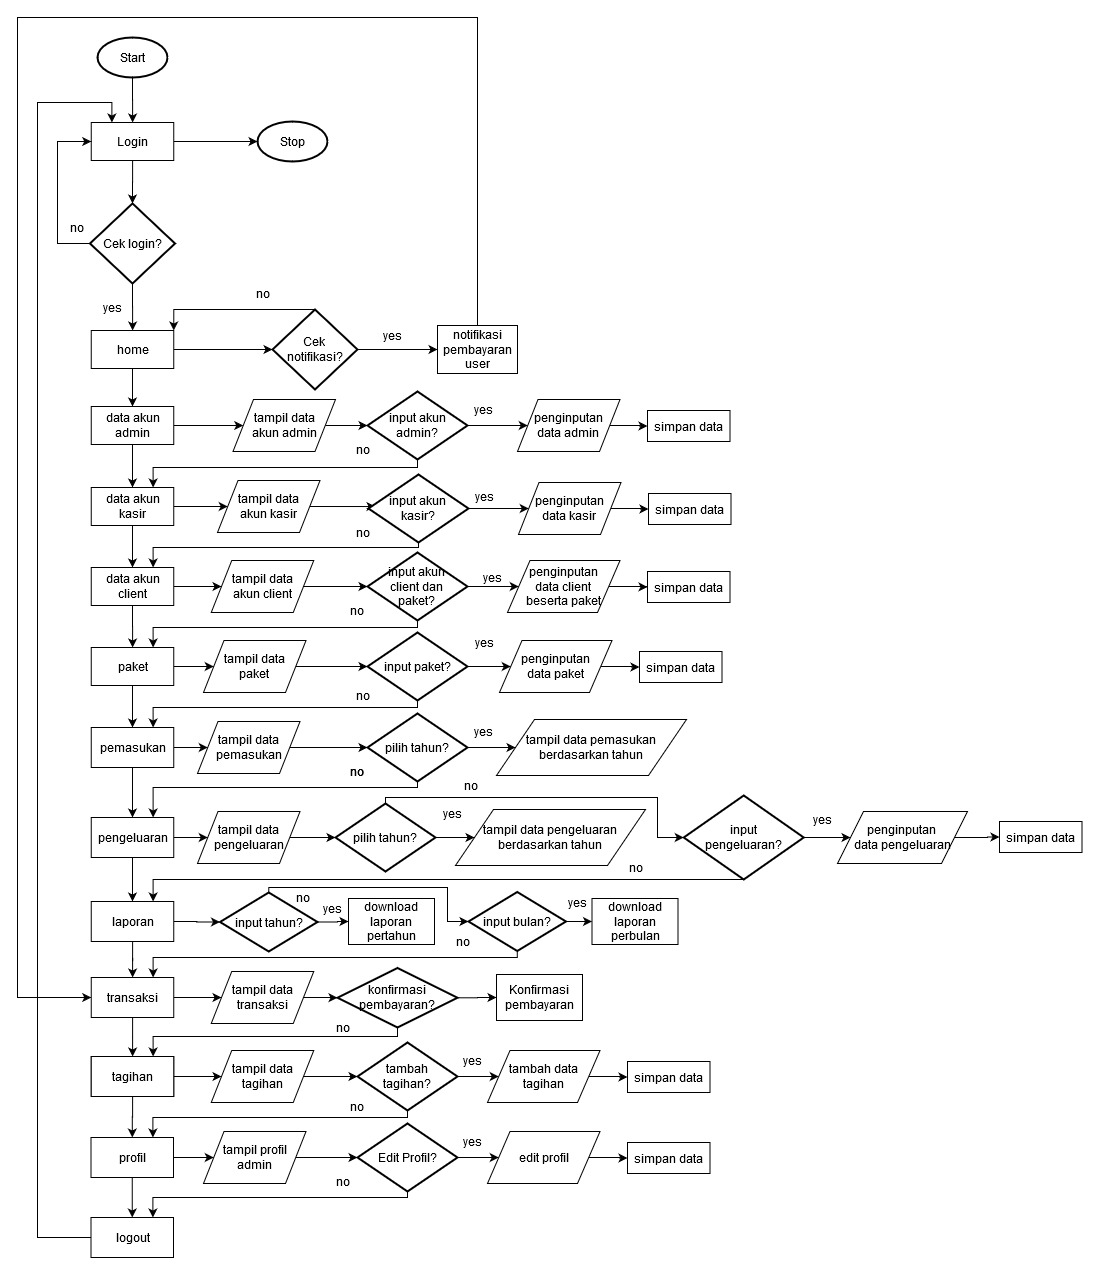 Start
Login
Stop
no
Cek login?
yes
no
home
Cek
notifikasi?
yes
notifikasi
pembayaran
user
data akun
admin
tampil data
akun admin
input akun
admin?
yes
penginputan
data admin
simpan data
no
data akun
kasir
tampil data
akun kasir
input akun
kasir?
yes
penginputan
data kasir
simpan data
no
data akun
client
tampil data
akun client
input akun
client dan
paket?
yes
penginputan
data client
beserta paket
simpan data
no
paket
tampil data
paket
input paket?
yes
penginputan
data paket
simpan data
no
pemasukan
tampil data
pemasukan
pilih tahun?
yes
tampil data pemasukan
berdasarkan tahun
no
no
pengeluaran
tampil data
pengeluaran
pilih tahun?
yes
tampil data pengeluaran
berdasarkan tahun
input
pengeluaran?
yes
penginputan
data pengeluaran
simpan data
no
laporan
input tahun?
no
yes
download
laporan
pertahun
input bulan?
yes
download
laporan
perbulan
no
transaksi
tampil data
transaksi
konfirmasi
pembayaran?
Konfirmasi
pembayaran
no
tagihan
tampil data
tagihan
tambah
tagihan?
yes
tambah data
tagihan
simpan data
no
profil
tampil profil
admin
Edit Profil?
yes
edit profil
simpan data
no
logout